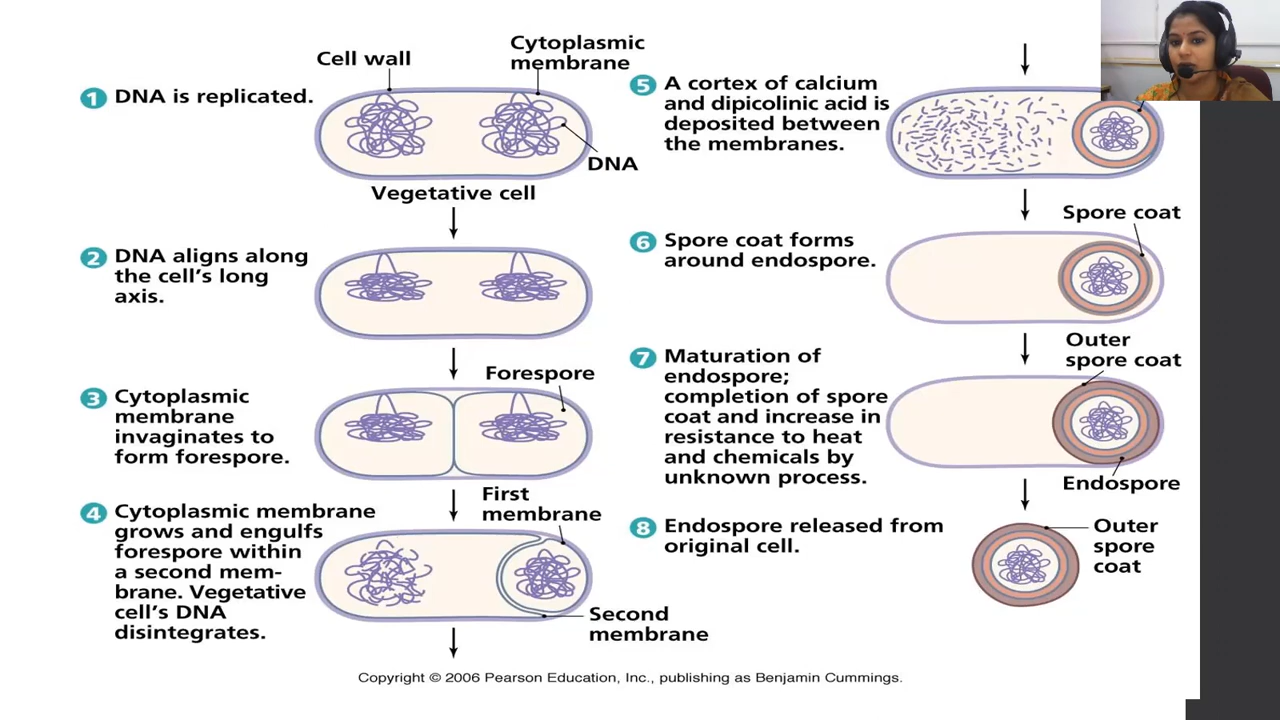 Cell wall
Cytoplasmic
membrane
1 DNA is replicated.
DNA
Vegetative cell
2 DNA aligns along
the cell's long
axis.
Forespore
3 Cytoplasmic
membrane
invaginates to
form forespore.
First
membrane
4 Cytoplasmic membrane
grows and engulfs
forespore within
a second mem-
brane. Vegetative
cell's DNA
disintegrates.
Second
membrane
5 A cortex of calcium
and dipicolinic acid is
deposited between
the membranes.
Spore coat
6 Spore coat forms
around endospore.
Outer
spore coat
7 Maturation of
endospore;
completion of spore
coat and increase in
resistance to heat
and chemicals by
unknown process.
Endospore
8 Endospore released from
original cell.
Outer
spore
coat
Copyright © 2006 Pearson Education, Inc., publishing as Benjamin Cummings.